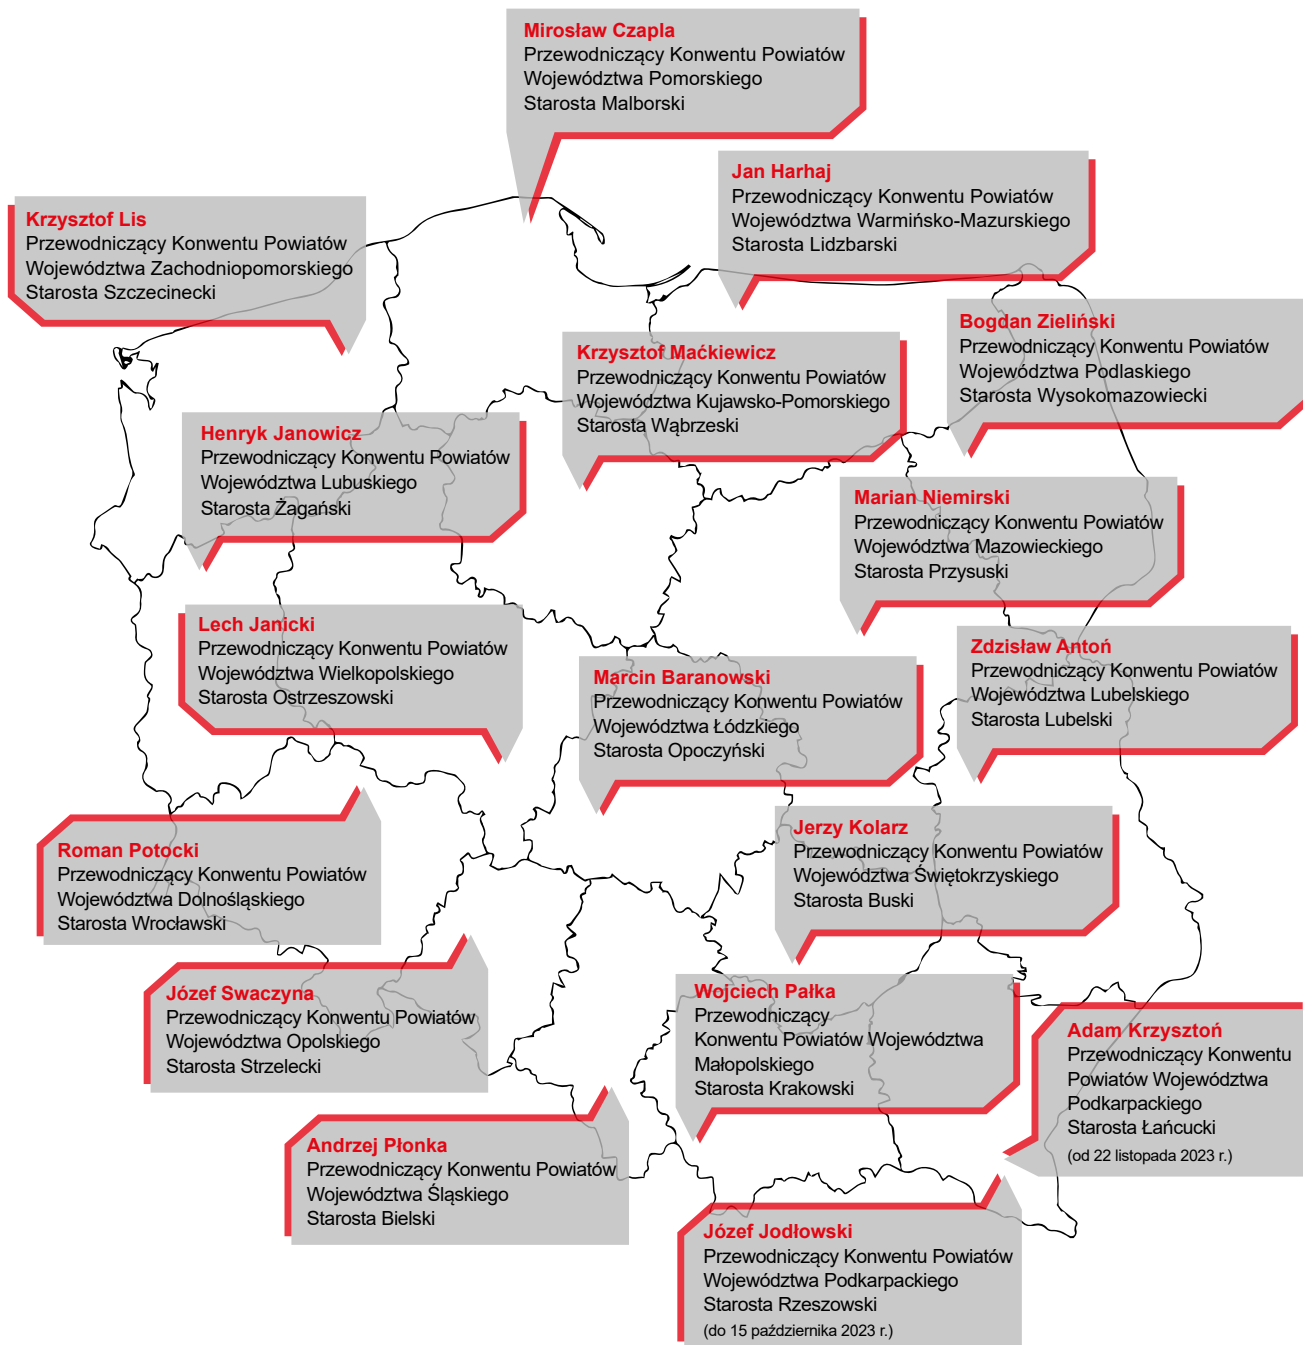 Mirosław Czapla
Przewodniczący Konwentu Powiatów
Województwa Pomorskiego
Starosta Malborski
Jan Harhaj
Przewodniczący Konwentu Powiatów
Województwa Warmińsko-Mazurskiego
Starosta Lidzbarski
Krzysztof Lis
Przewodniczący Konwentu Powiatów
Województwa Zachodniopomorskiego
Starosta Szczecinecki
Bogdan Zieliński
Przewodniczący Konwentu Powiatów
Województwa Podlaskiego
Starosta Wysokomazowiecki
Krzysztof Maćkiewicz
Przewodniczący Konwentu Powiatów
Województwa Kujawsko-Pomorskiego
Starosta Wąbrzeski
Henryk Janowicz
Przewodniczący Konwentu Powiatów
Województwa Lubuskiego
Starosta Żagański
Marian Niemirski
Przewodniczący Konwentu Powiatów
Województwa Mazowieckiego
Starosta Przysuski
Lech Janicki
Przewodniczący Konwentu Powiatów
Województwa Wielkopolskiego
Starosta Ostrzeszowski
Zdzisław Antoń
Przewodniczący Konwentu Powiatów
Województwa Lubelskiego
Starosta Lubelski
Marcin Baranowski
Przewodniczący Konwentu Powiatów
Województwa Łódzkiego
Starosta Opoczyński
Jerzy Kolarz
Przewodniczący Konwentu Powiatów
Województwa Świętokrzyskiego
Starosta Buski
Roman Potocki
Przewodniczący Konwentu Powiatów
Województwa Dolnośląskiego
Starosta Wrocławski
Józef Swaczyna
Przewodniczący Konwentu Powiatów
Województwa Opolskiego
Starosta Strzelecki
Wojciech Pałka
Przewodniczący
Konwentu Powiatów Województwa
Małopolskiego
Starosta Krakowski
Adam Krzysztoń
Przewodniczący Konwentu
Powiatów Województwa
Podkarpackiego
Starosta Łańcucki
(od 22 listopada 2023 r.)
Andrzej Płonka
Przewodniczący Konwentu Powiatów
Województwa Śląskiego
Starosta Bielski
Józef Jodłowski
Przewodniczący Konwentu Powiatów
Województwa Podkarpackiego
Starosta Rzeszowski
(do 15 października 2023 r.)